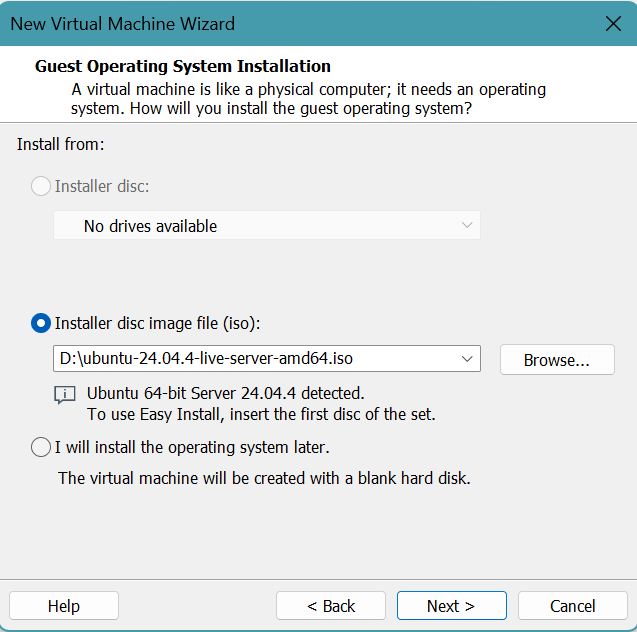 New Virtual Machine Wizard
Guest Operating System Installation
A virtual machine is like a physical computer; it needs an operating
system. How will you install the guest operating system?
Install from:
Installer disc:
No drives available
Installer disc image file (iso):
D:\ubuntu-24.04.4-live-server-amd64.iso
Browse...
Ubuntu 64-bit Server 24.04.4 detected.
To use Easy Install, insert the first disc of the set.
I will install the operating system later.
The virtual machine will be created with a blank hard disk.
Help
< Back
Next >
Cancel